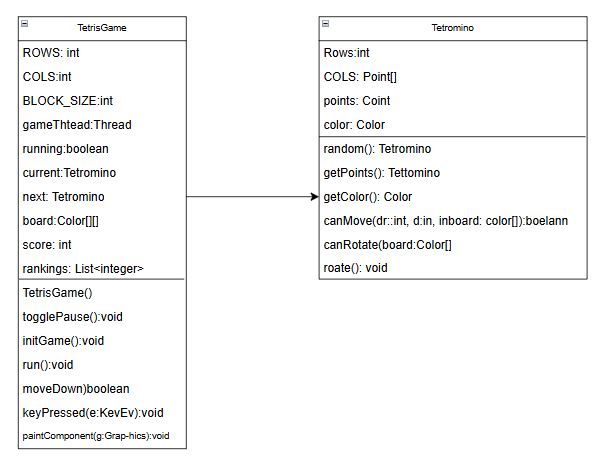 TetrisGame
ROWS: int
COLS:int
BLOCK_SIZE:int
gameThtead:Thread
running:boolean
current:Tetromino
next: Tetromino
board:Color[][]
score: int
rankings: List<integer>
TetrisGame()
togglePause():void
initGame():void
run():void
moveDown)boolean
keyPressed(e:KevEv):void
paintComponent(g:Grap-hics):void
Tetromino
Rows:int
COLS: Point[]
points: Coint
color: Color
random(): Tetromino
getPoints(): Tettomino
getColor(): Color
canMove(dr::int, d:in, inboard: color[]):boelann
canRotate(board:Color[]
roate(): void